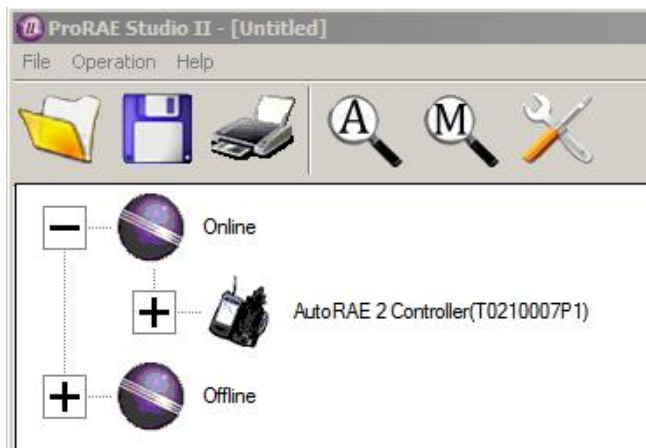 ProRAE Studio II - [Untitled]
File Operation Help
A M
Online
AutoRAE 2 Controller(T0210007P1)
Offline